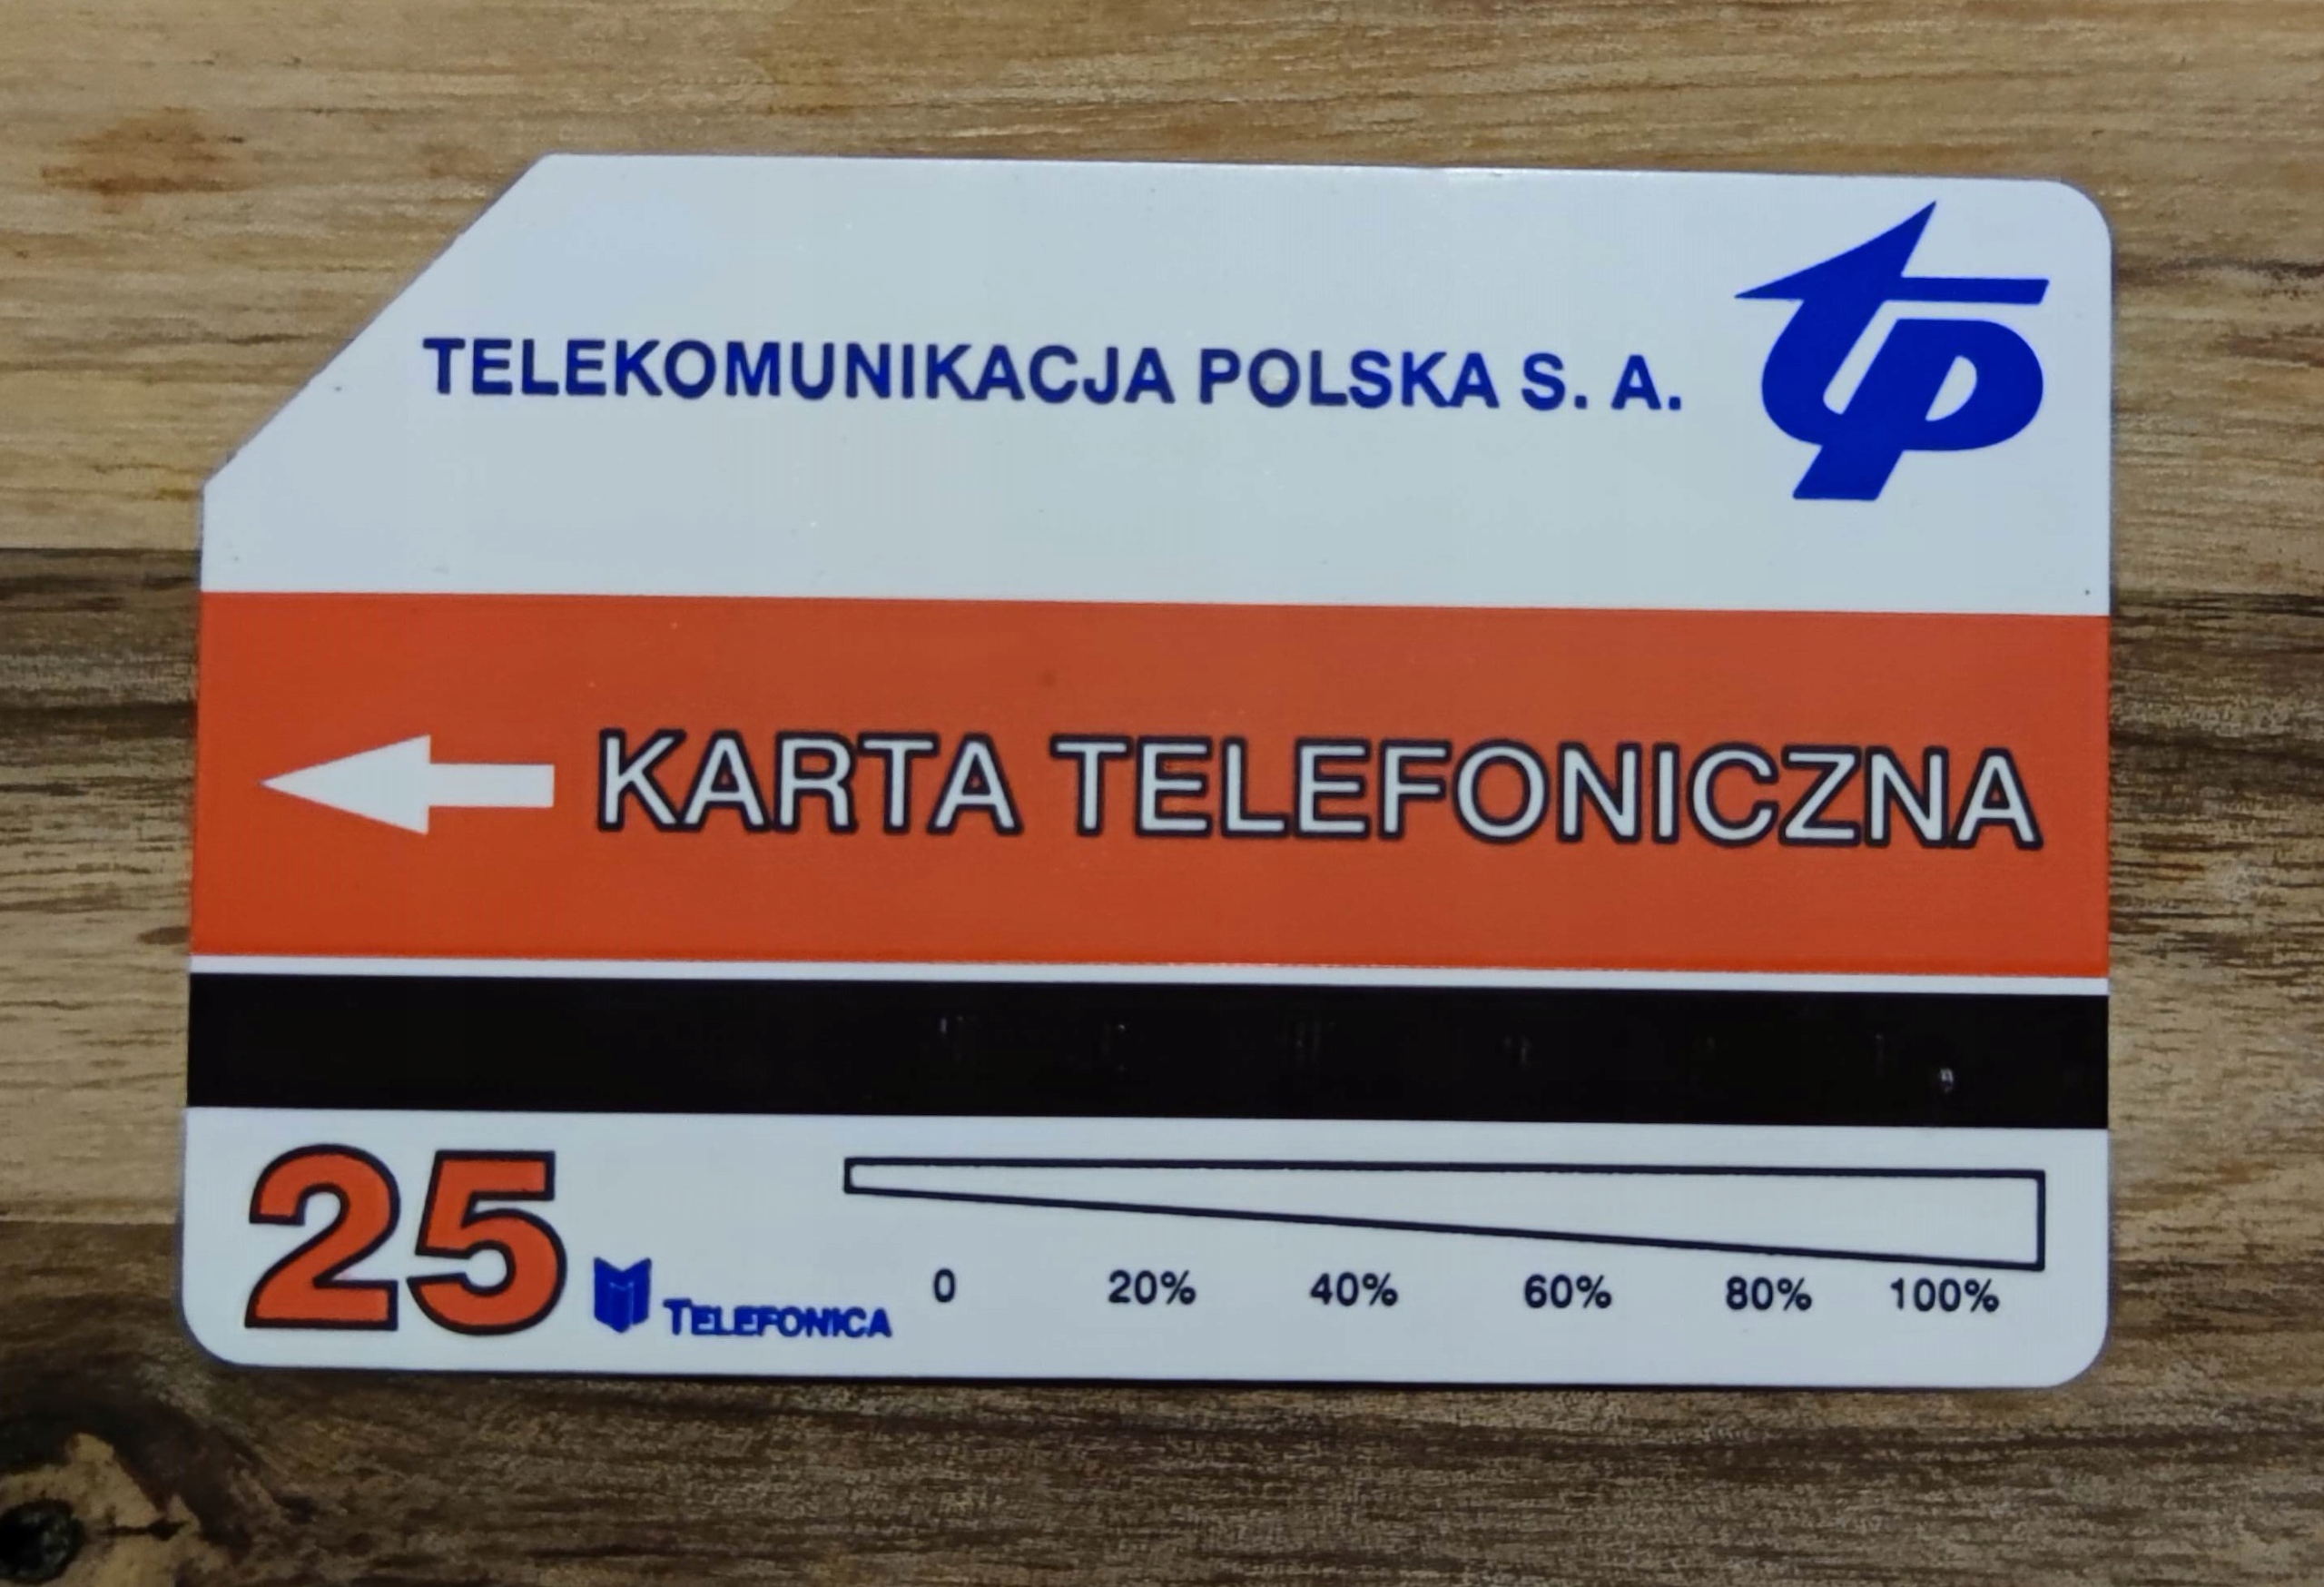 TELEKOMUNIKACJA POLSKA S. A.
tp
KARTA TELEFONICZNA
25
TELEFONICA
0 20% 40% 60% 80% 100%